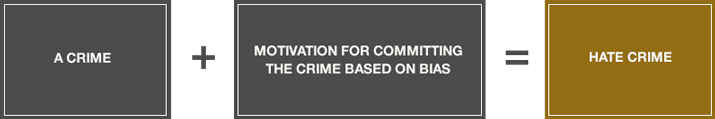 A CRIME
+
MOTIVATION FOR COMMITTING
THE CRIME BASED ON BIAS
=
HATE CRIME